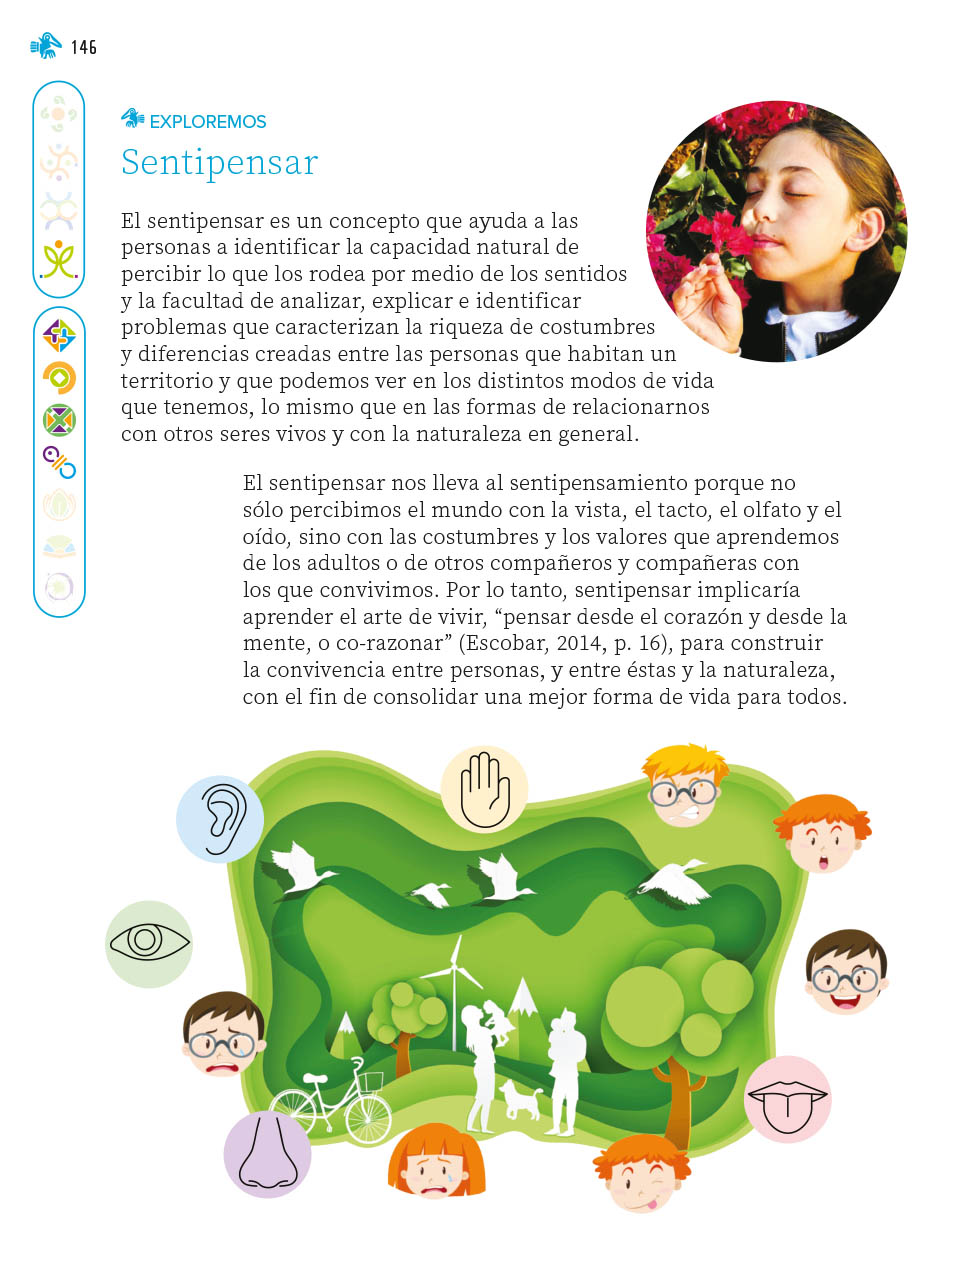 146
EXPLOREMOS
Sentipensar
El sentipensar es un concepto que ayuda a las
personas a identificar la capacidad natural de
percibir lo que los rodea por medio de los sentidos
y la facultad de analizar, explicar e identificar
problemas que caracterizan la riqueza de costumbres
y diferencias creadas entre las personas que habitan un
territorio y que podemos ver en los distintos modos de vida
que tenemos, lo mismo que en las formas de relacionarnos
con otros seres vivos y con la naturaleza en general.
El sentipensar nos lleva al sentipensamiento porque no
sólo percibimos el mundo con la vista, el tacto, el olfato y el
oído, sino con las costumbres y los valores que aprendemos
de los adultos o de otros compañeros y compañeras con
los que convivimos. Por lo tanto, sentipensar implicaría
aprender el arte de vivir, “pensar desde el corazón y desde la
mente, o co-razonar” (Escobar, 2014, p. 16), para construir
la convivencia entre personas, y entre éstas y la naturaleza,
con el fin de consolidar una mejor forma de vida para todos.